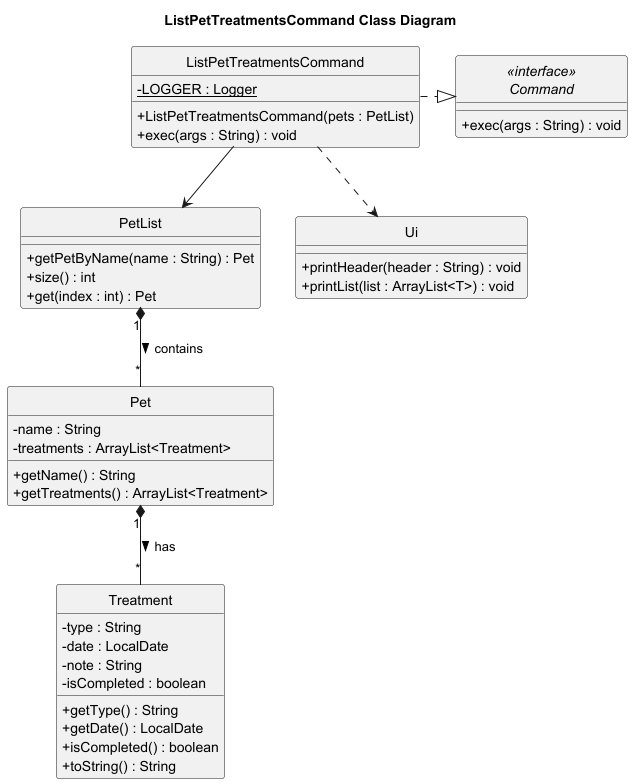 ListPetTreatmentsCommand Class Diagram
ListPetTreatmentsCommand
-LOGGER : Logger
+ListPetTreatmentsCommand(pets : PetList)
+exec(args : String) : void
«interface»
Command
+exec(args : String) : void
PetList
+getPetByName(name : String) : Pet
+size() : int
+get(index : int) : Pet
Ui
+printHeader(header : String) : void
+printList(list : ArrayList<T>) : void
1
contains
*
Pet
-name : String
-treatments : ArrayList<Treatment>
+getName() : String
+getTreatments() : ArrayList<Treatment>
1
has
*
Treatment
-type : String
-date : LocalDate
-note : String
-isCompleted : boolean
+getType() : String
+getDate() : LocalDate
+isCompleted() : boolean
+toString() : String